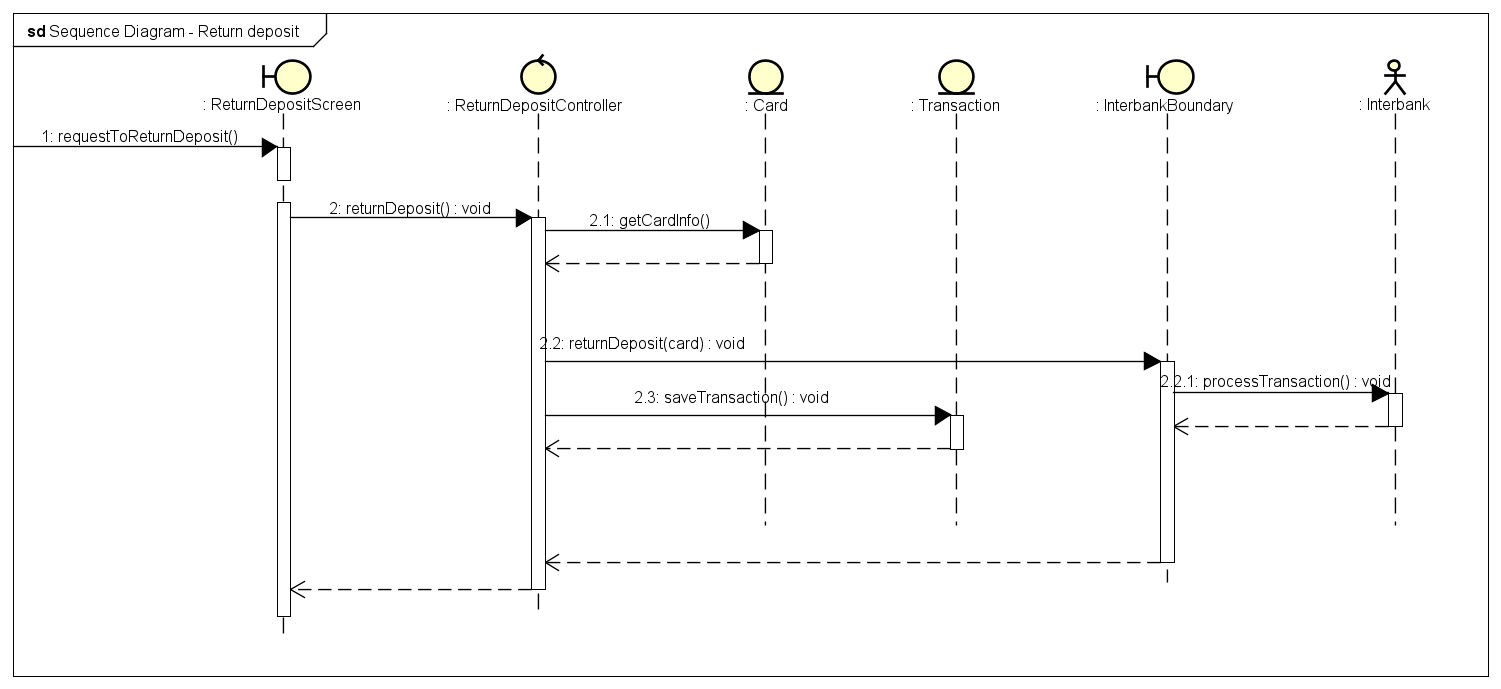 sd Sequence Diagram - Return deposit
: ReturnDepositScreen
: ReturnDepositController
: Card
: Transaction
: InterbankBoundary
: Interbank
1: requestToReturnDeposit()
2: returnDeposit() : void
2.1: getCardInfo()
2.2: returnDeposit(card) : void
2.2.1: processTransaction() : void
2.3: saveTransaction() : void